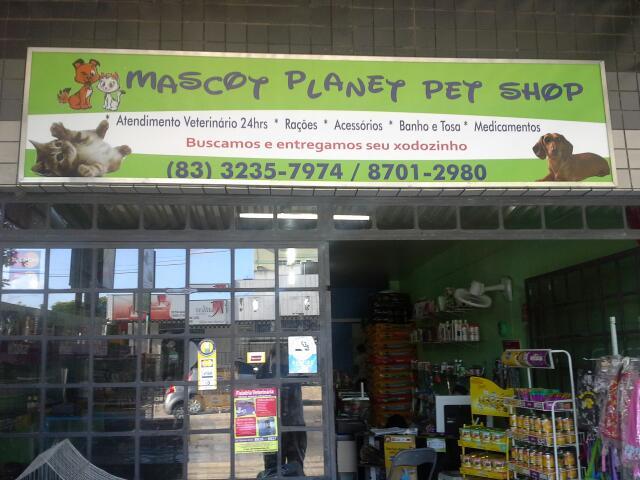 MASCOT PLANET PET SHOP
* Atendimento Veterinário 24hrs * Rações * Acessórios * Banho e Tosa * Medicamentos
Buscamos e entregamos seu xodozinho
(83) 3235-7974 / 8701-2980